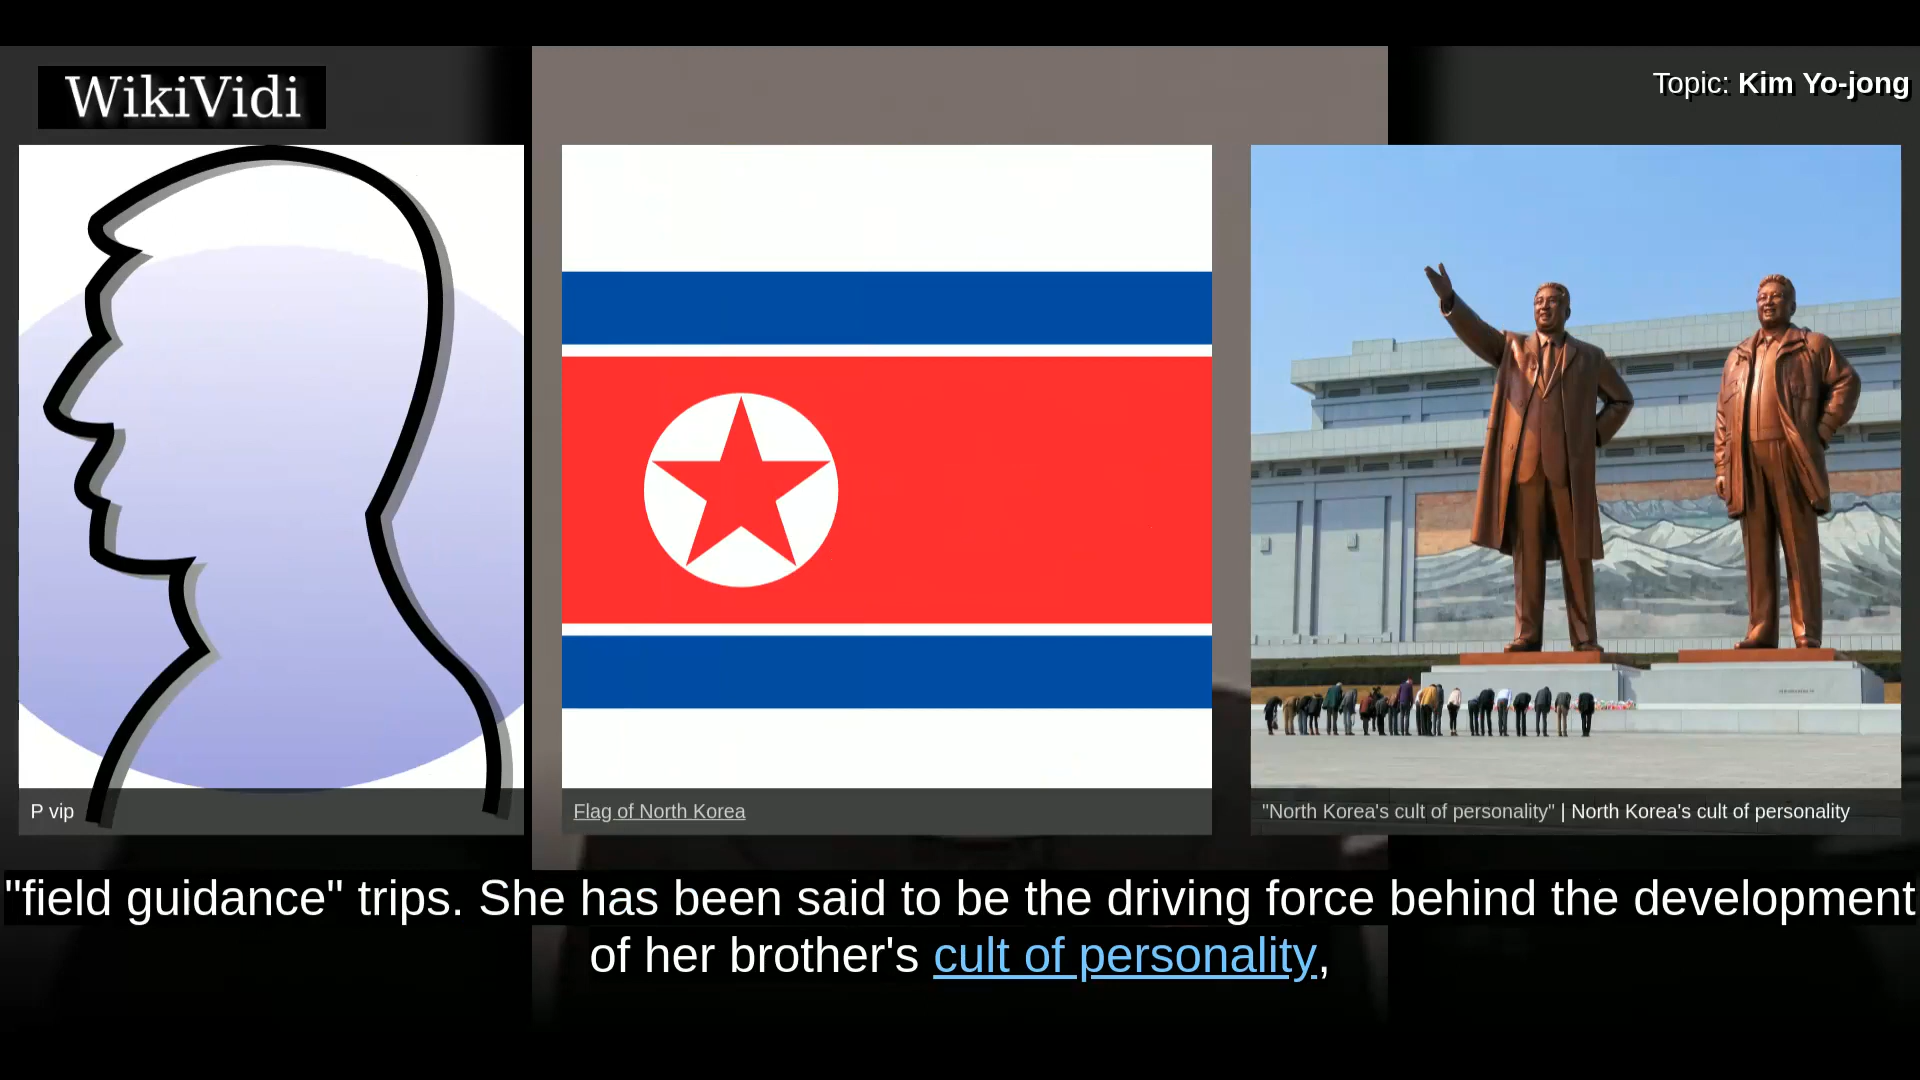 WikiVidi
Topic: Kim Yo-jong
P vip
Flag of North Korea
"North Korea's cult of personality" | North Korea's cult of personality
"field guidance" trips. She has been said to be the driving force behind the development
of her brother's cult of personality,